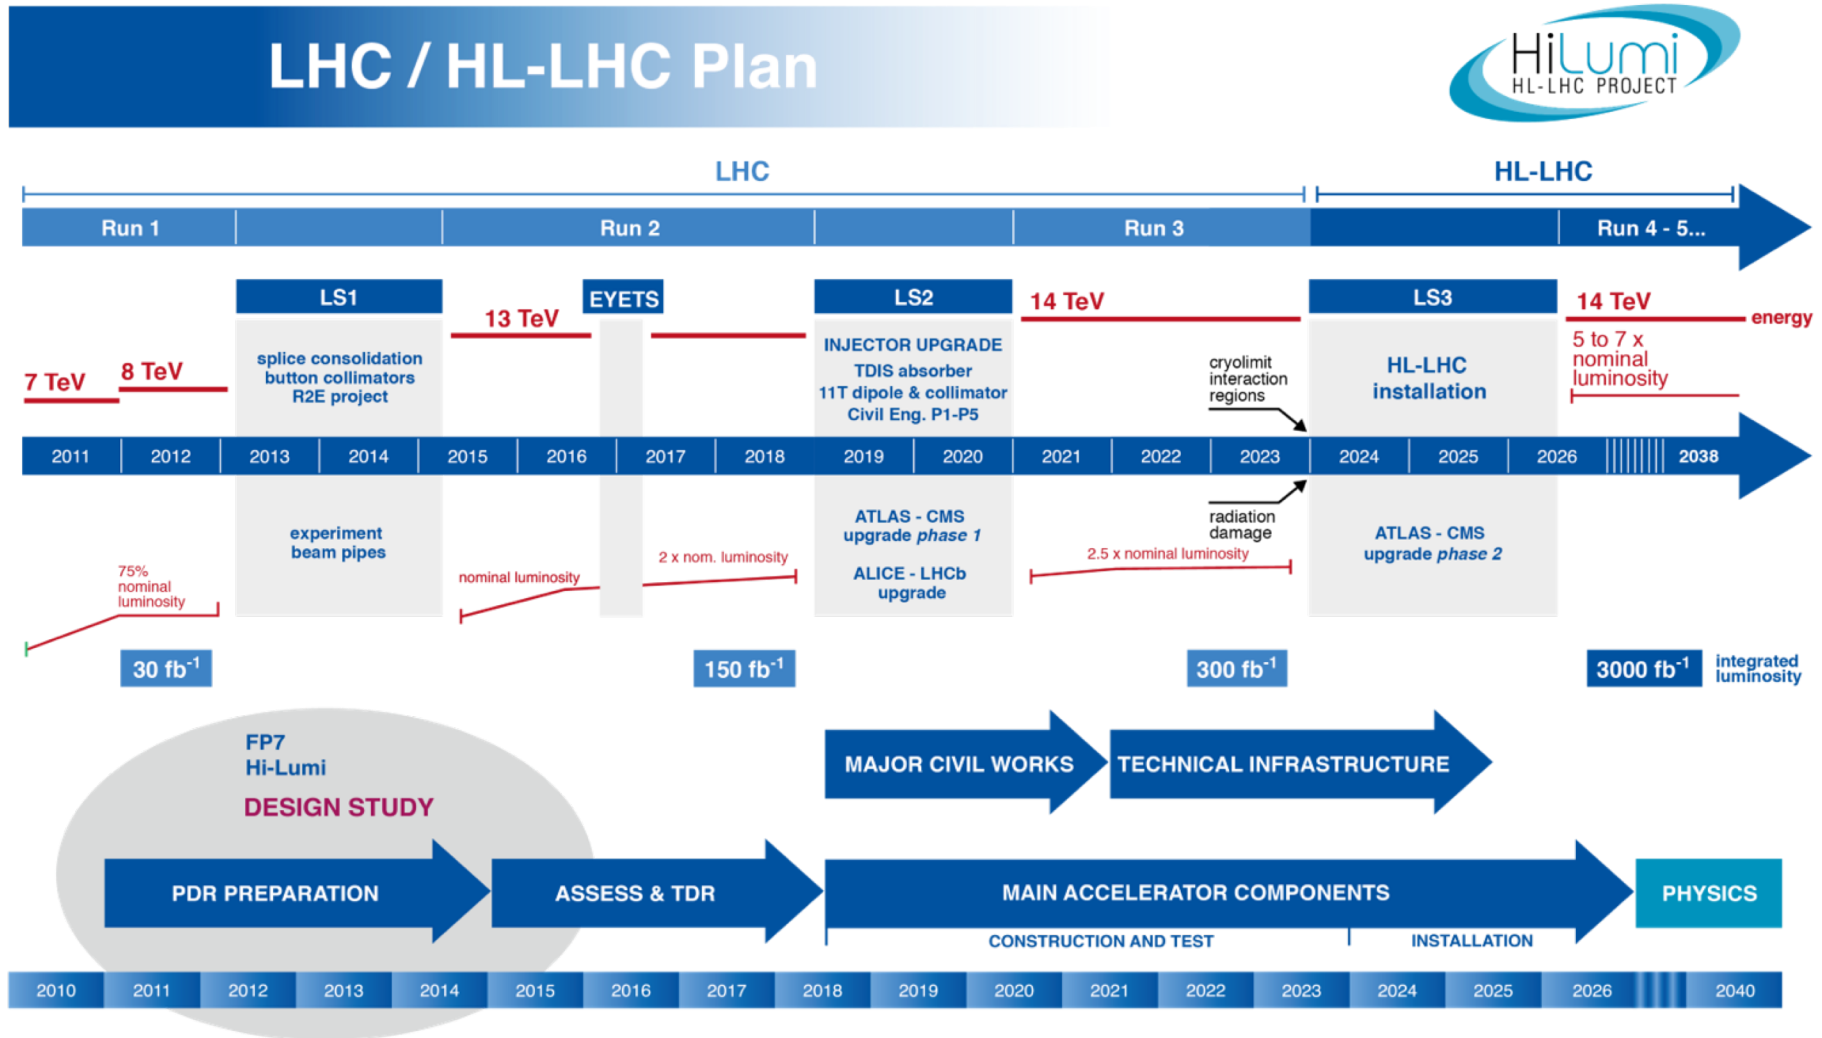 LHC / HL-LHC Plan
HiLumi
HL-LHC PROJECT
LHC
HL-LHC
Run 1
Run 2
Run 3
Run 4 - 5...
LS1
EYETS
LS2
LS3
7 TeV
8 TeV
13 TeV
14 TeV
14 TeV
energy
splice consolidation
button collimators
R2E project
INJECTOR UPGRADE
TDIS absorber
11T dipole & collimator
Civil Eng. P1-P5
cryolimit
interaction
regions
HL-LHC
installation
5 to 7 x
nominal
luminosity
2011
2012
2013
2014
2015
2016
2017
2018
2019
2020
2021
2022
2023
2024
2025
2026
2038
75%
nominal
luminosity
experiment
beam pipes
nominal luminosity
2 x nom. luminosity
ATLAS - CMS
upgrade phase 1
ALICE - LHCb
upgrade
2.5 x nominal luminosity
radiation
damage
ATLAS - CMS
upgrade phase 2
30 fb-1
150 fb-1
300 fb-1
3000 fb-1
integrated
luminosity
FP7
Hi-Lumi
DESIGN STUDY
MAJOR CIVIL WORKS
TECHNICAL INFRASTRUCTURE
PDR PREPARATION
ASSESS & TDR
MAIN ACCELERATOR COMPONENTS
PHYSICS
CONSTRUCTION AND TEST
INSTALLATION
2010
2011
2012
2013
2014
2015
2016
2017
2018
2019
2020
2021
2022
2023
2024
2025
2026
2040